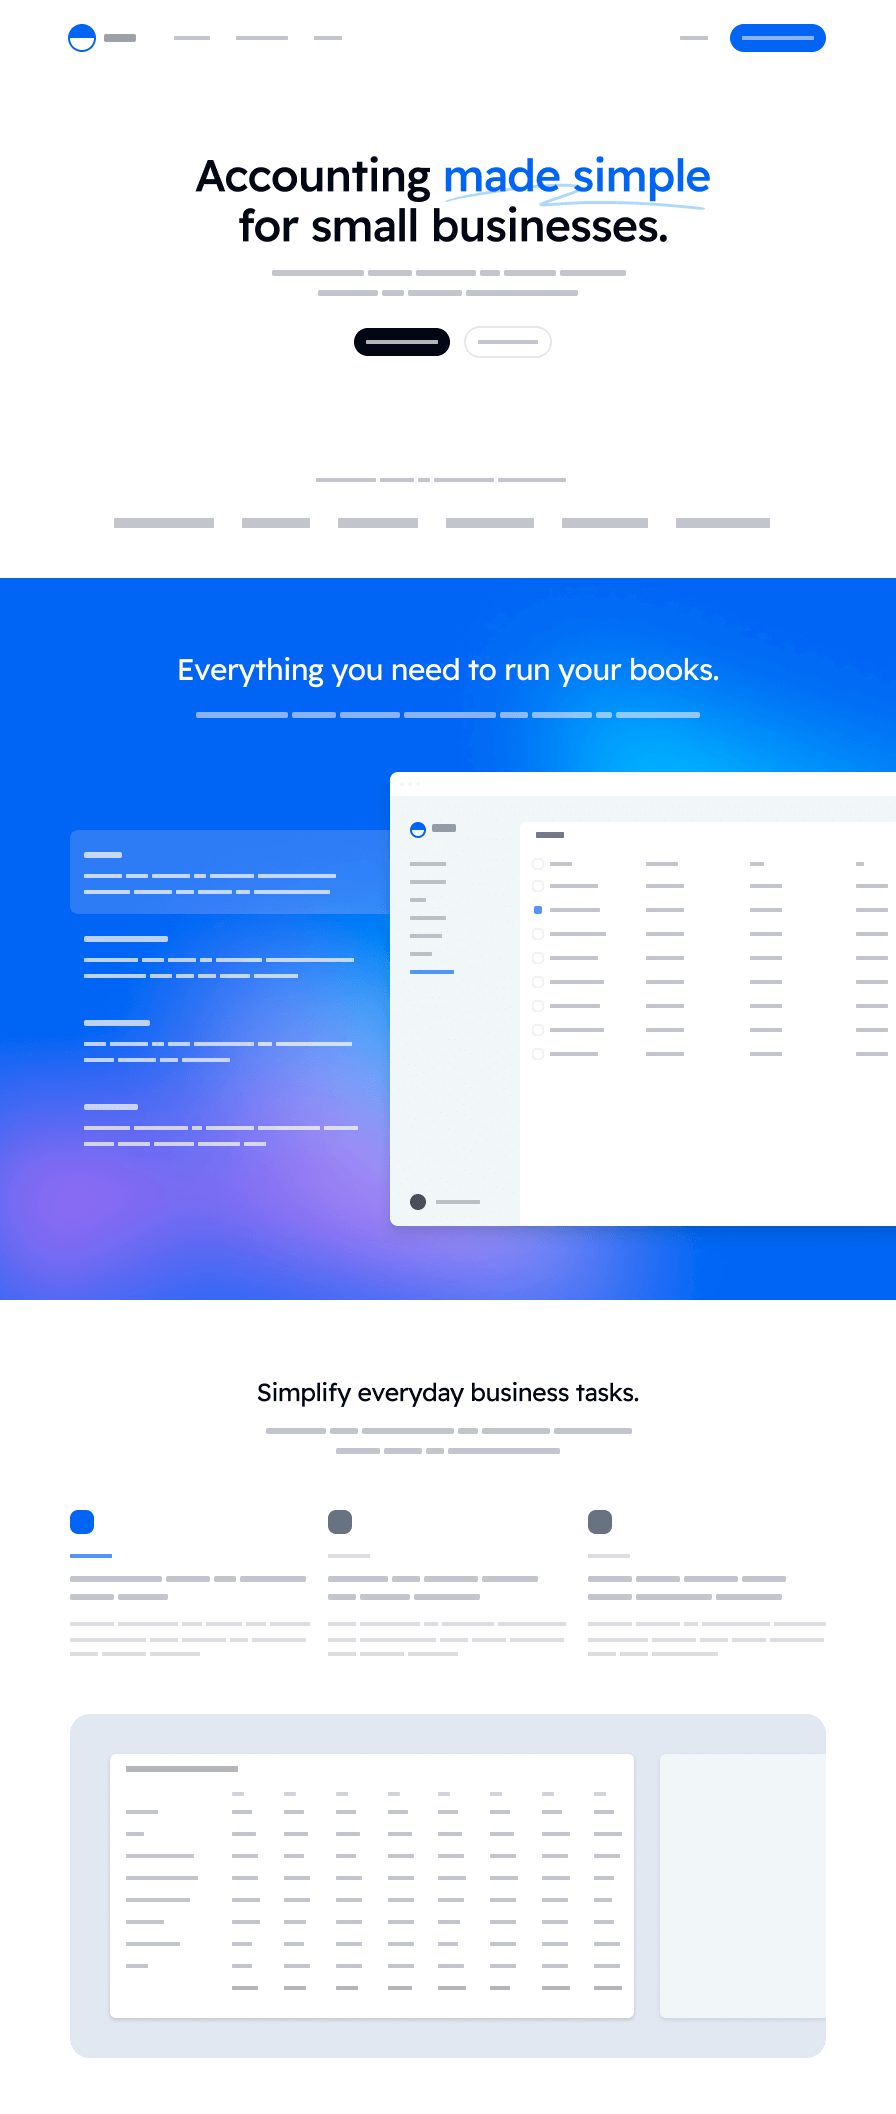 Accounting made simple
for small businesses.
Everything you need to run your books.
Simplify everyday business tasks.